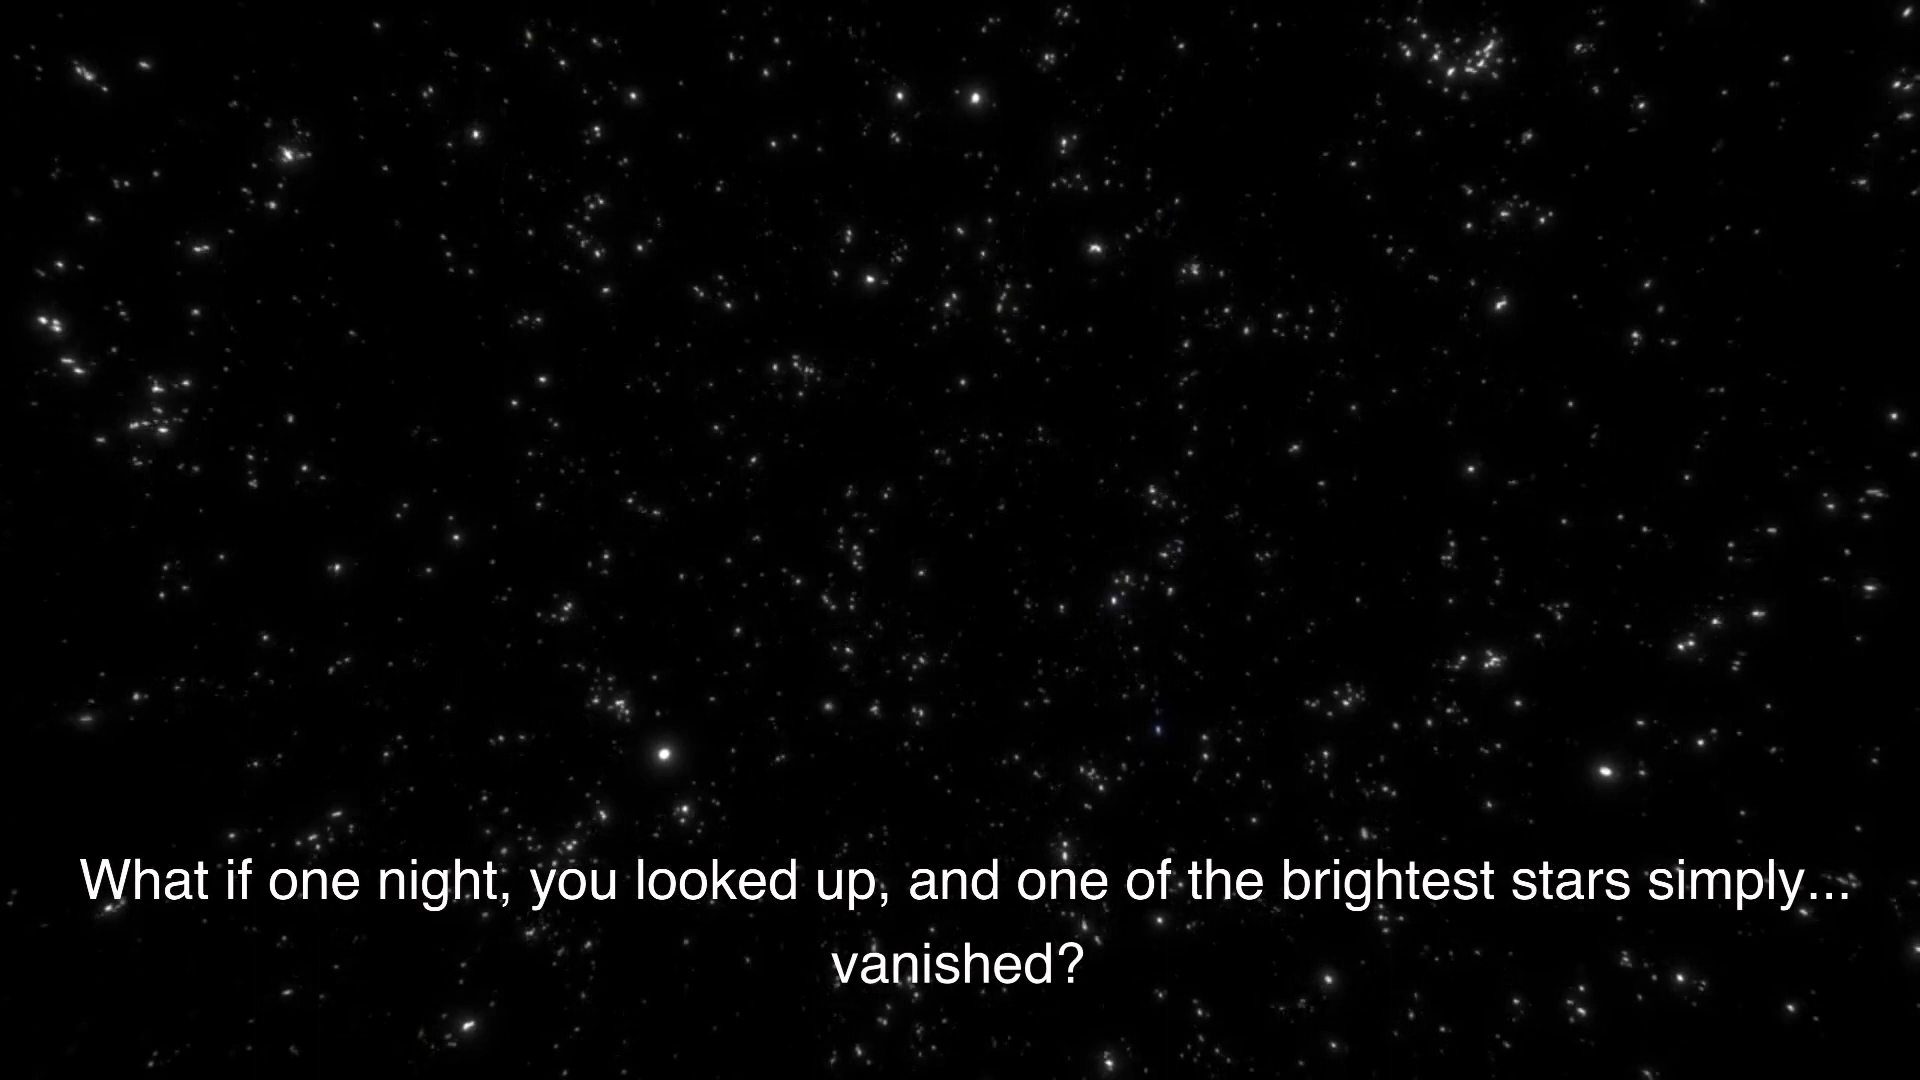 What if one night, you looked up, and one of the brightest stars simply...
vanished?